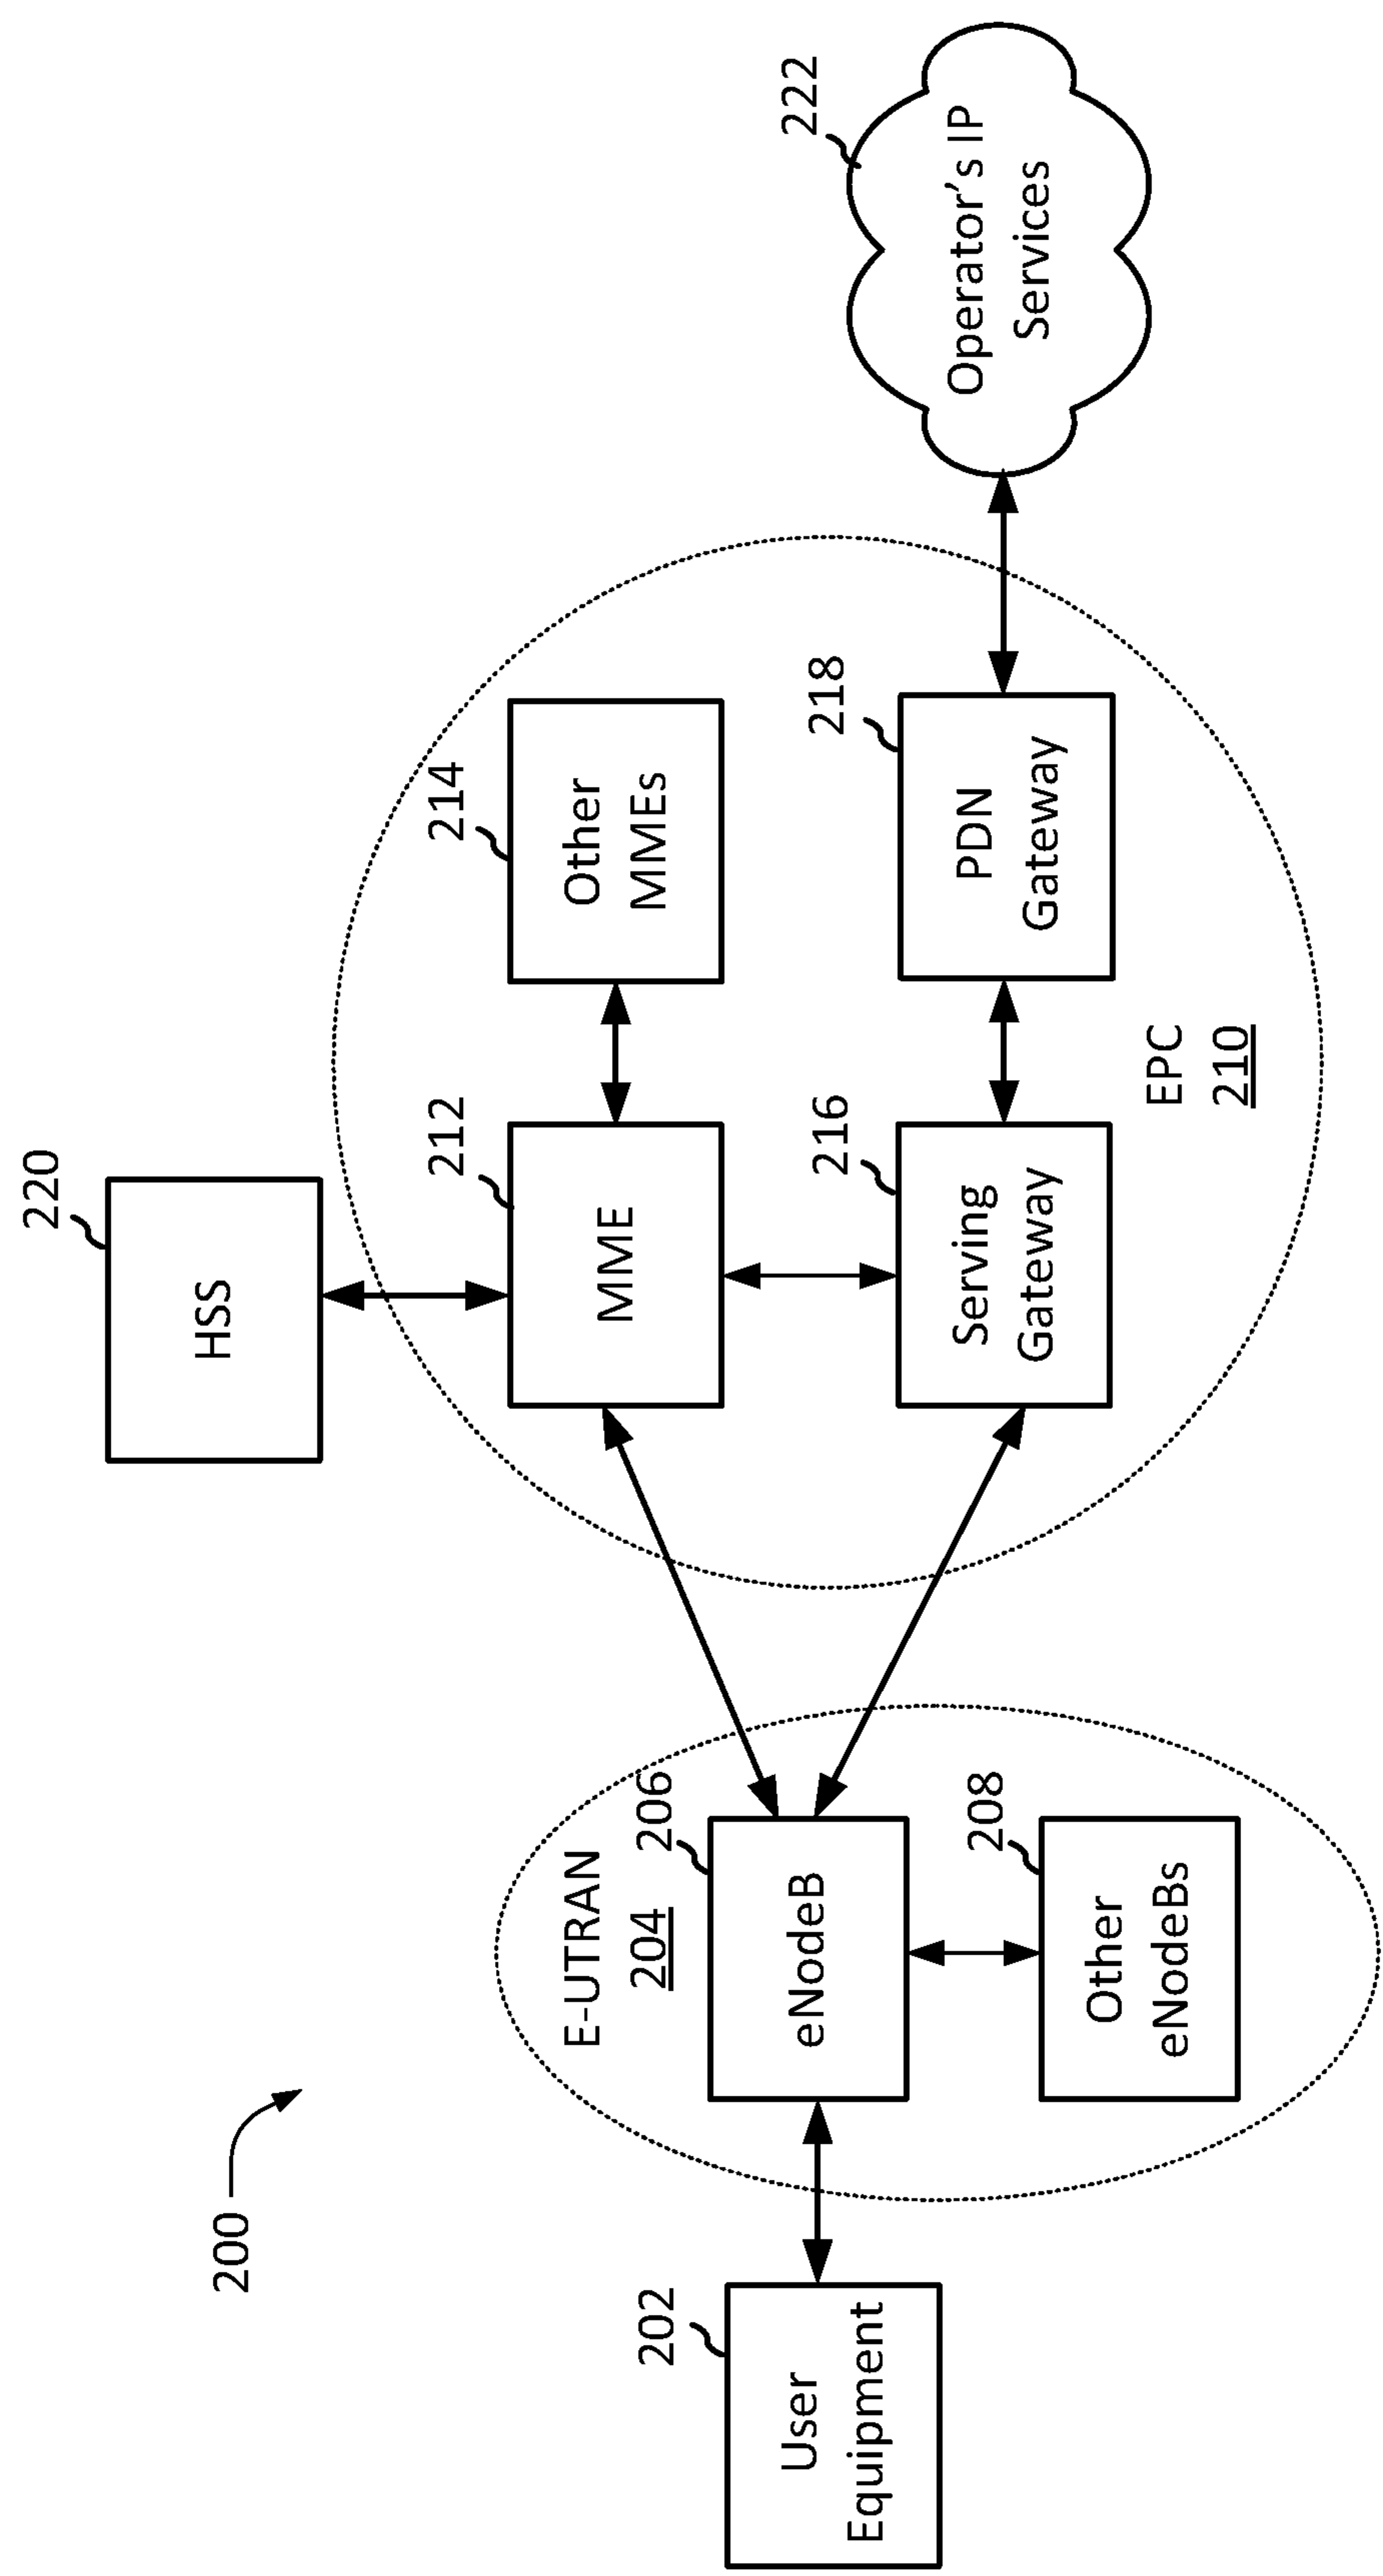 200
220
HSS
E-UTRAN
204
206
eNodeB
208
Other
eNodeBs
202
User
Equipment
212
MME
214
Other
MMEs
216
Serving
Gateway
218
PDN
Gateway
EPC
210
222
Operator’s IP
Services